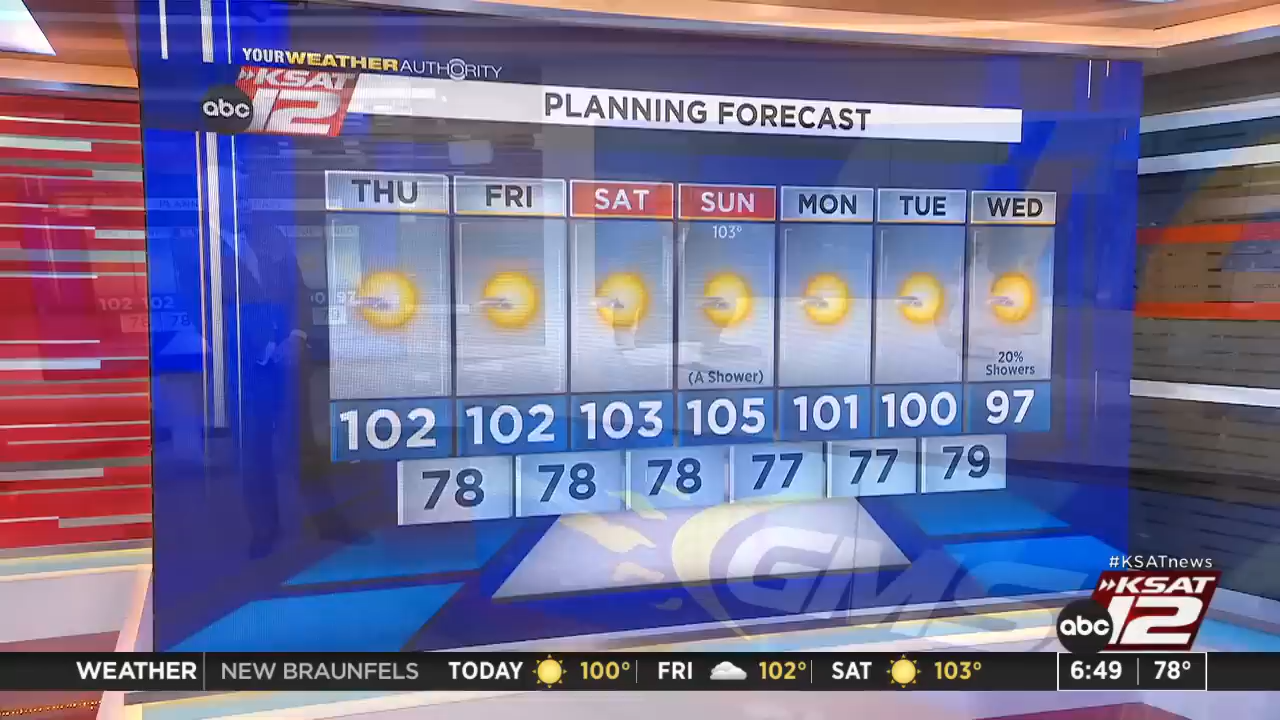 YOUR WEATHER AUTHORITY
KSAT
abc 12
PLANNING FORECAST
THU FRI SAT SUN MON TUE WED
103°
(A Shower)
20%
Showers
102 102 103 105 101 100 97
78 78 78 77 77 79
GMS
#KSATnews
KSAT
abc 12
WEATHER NEW BRAUNFELS TODAY 100° FRI 102° SAT 103° 6:49 78°